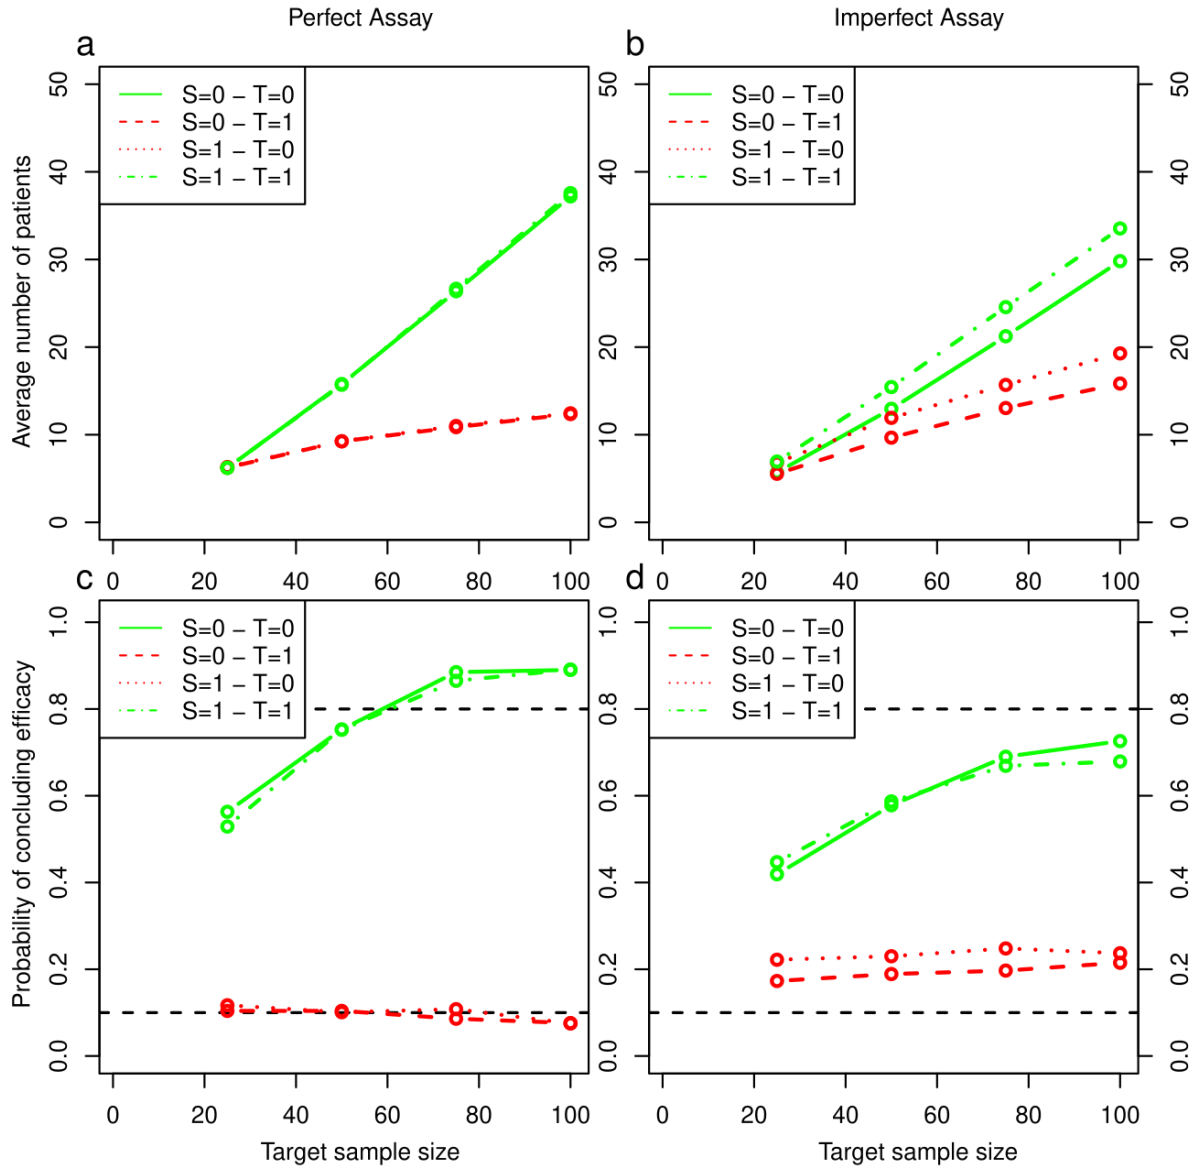 Perfect Assay
Imperfect Assay
a
b
S=0 − T=0
S=0 − T=1
S=1 − T=0
S=1 − T=1
S=0 − T=0
S=0 − T=1
S=1 − T=0
S=1 − T=1
Average number of patients
0 10 20 30 40 50
0 10 20 30 40 50
0 10 20 30 40 50
0 20 40 60 80 100
0 20 40 60 80 100
c
d
S=0 − T=0
S=0 − T=1
S=1 − T=0
S=1 − T=1
S=0 − T=0
S=0 − T=1
S=1 − T=0
S=1 − T=1
Probability of concluding efficacy
0.0 0.2 0.4 0.6 0.8 1.0
0.0 0.2 0.4 0.6 0.8 1.0
0.0 0.2 0.4 0.6 0.8 1.0
0 20 40 60 80 100
0 20 40 60 80 100
Target sample size
Target sample size